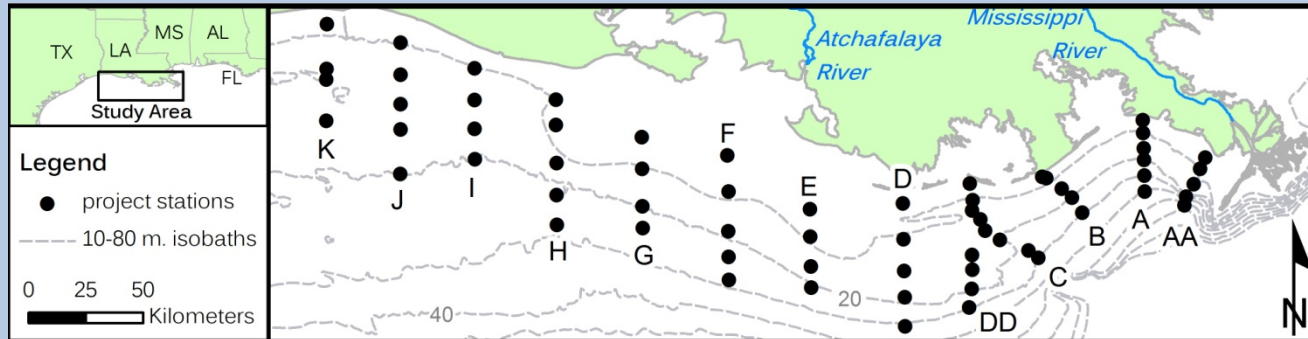 TX
LA
MS
AL
FL
Study Area
Legend
project stations
10-80 m. isobaths
0 25 50
Kilometers
Atchafalaya
River
Mississippi
River
K
J
I
H
G
F
E
D
DD
C
B
A
AA
20
40
N